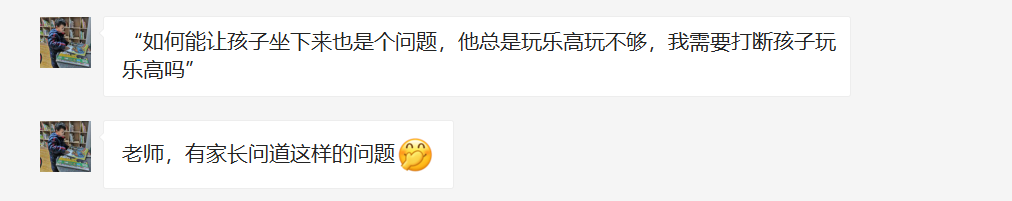 “如何能让孩子坐下来也是个问题，他总是玩乐高玩不够，我需要打断孩子玩
乐高吗”
老师，有家长问道这样的问题🤭